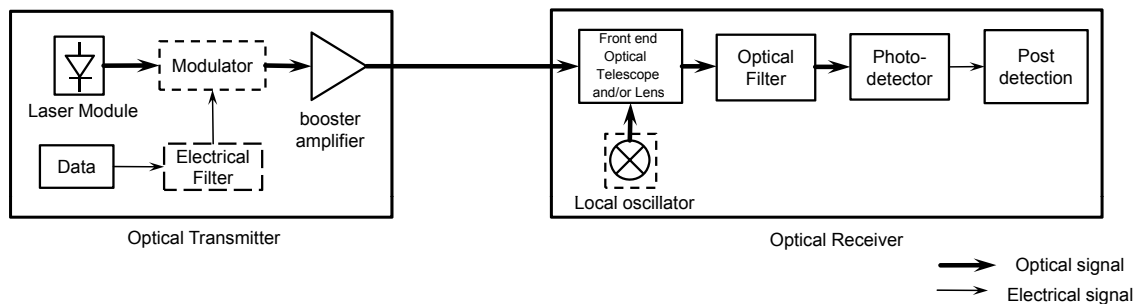 Laser Module
Modulator
booster
amplifier
Data
Electrical
Filter
Optical Transmitter
Front end
Optical
Telescope
and/or Lens
Optical
Filter
Photo-
detector
Post
detection
Local oscillator
Optical Receiver
Optical signal
Electrical signal